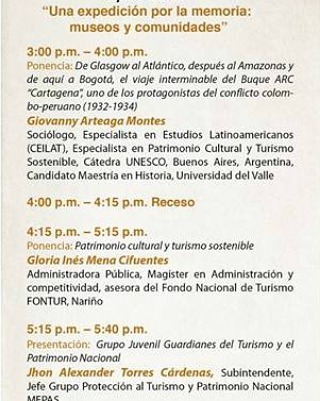 “Una expedición por la memoria:
museos y comunidades”
3:00 p.m. – 4:00 p.m.
Ponencia: De Glasgow al Atlántico, después al Amazonas y
de aquí a Bogotá, el viaje interminable del Buque ARC
“Cartagena”, uno de los protagonistas del conflicto colom-
bo-peruano (1932-1934)
Giovanny Arteaga Montes
Sociólogo, Especialista en Estudios Latinoamericanos
(CEILAT), Especialista en Patrimonio Cultural y Turismo
Sostenible, Cátedra UNESCO, Buenos Aires, Argentina,
Candidato Maestría en Historia, Universidad del Valle
4:00 p.m. – 4:15 p.m. Receso
4:15 p.m. – 5:15 p.m.
Ponencia: Patrimonio cultural y turismo sostenible
Gloria Inés Mena Cifuentes
Administradora Pública, Magister en Administración y
competitividad, asesora del Fondo Nacional de Turismo
FONTUR, Nariño
5:15 p.m. – 5:40 p.m.
Presentación: Grupo Juvenil Guardianes del Turismo y el
Patrimonio Nacional
Jhon Alexander Torres Cárdenas, Subintendente,
Jefe Grupo Protección al Turismo y Patrimonio Nacional
MEPAS